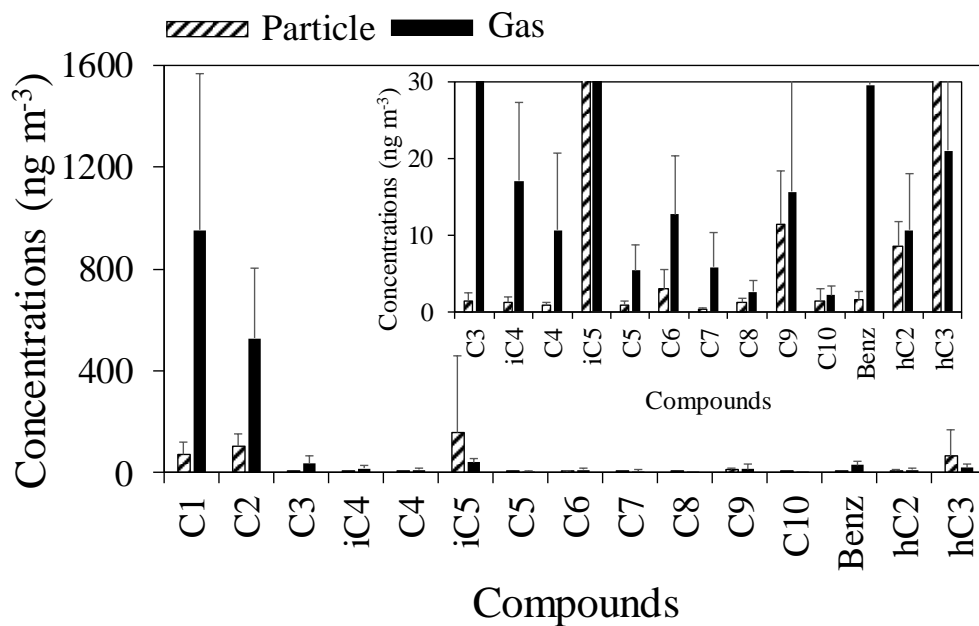 Particle Gas
Concentrations (ng m-3)
1600
1200
800
400
0
C1 C2 C3 iC4 C4 iC5 C5 C6 C7 C8 C9 C10 Benz hC2 hC3
Compounds
Concentrations (ng m-3)
30
20
10
0
C3 iC4 C4 iC5 C5 C6 C7 C8 C9 C10 Benz hC2 hC3
Compounds